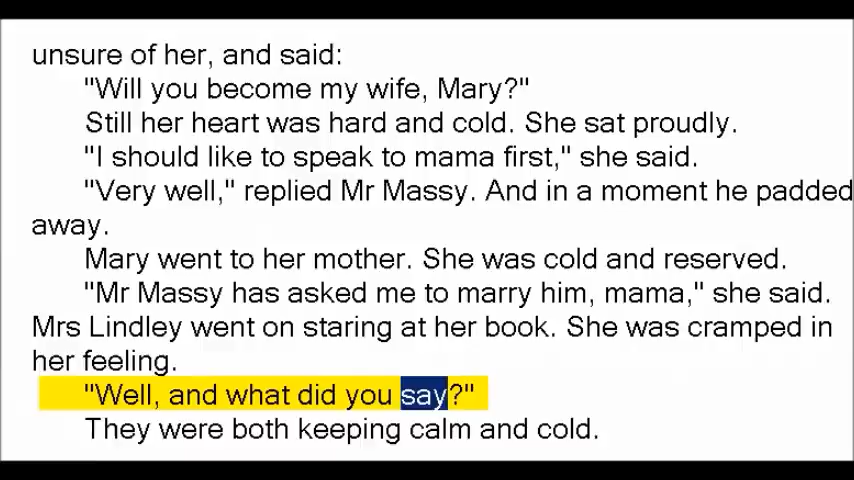 unsure of her, and said:
"Will you become my wife, Mary?"
Still her heart was hard and cold. She sat proudly.
"I should like to speak to mama first," she said.
"Very well," replied Mr Massy. And in a moment he padded
away.
Mary went to her mother. She was cold and reserved.
"Mr Massy has asked me to marry him, mama," she said.
Mrs Lindley went on staring at her book. She was cramped in
her feeling.
"Well, and what did you say?"
They were both keeping calm and cold.